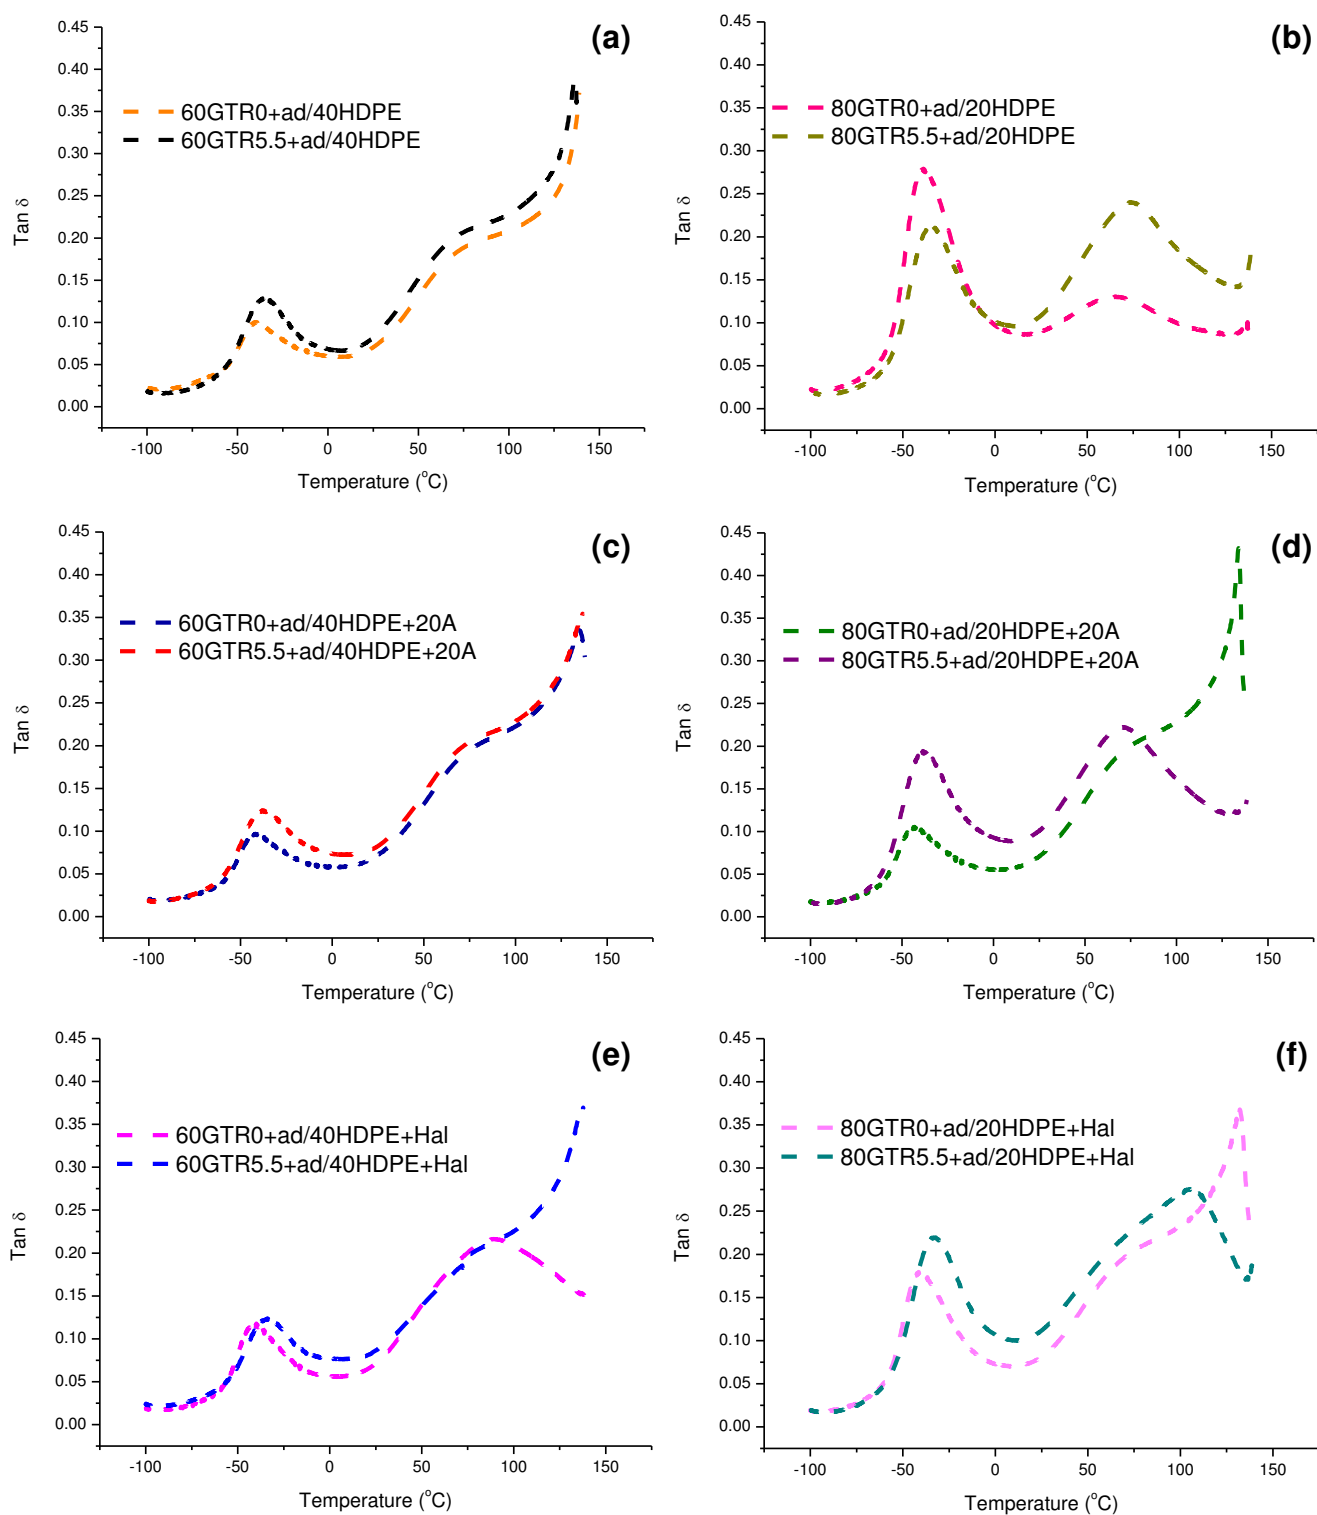 (a)
60GTR0+ad/40HDPE
60GTR5.5+ad/40HDPE
Tan δ
0.45
0.40
0.35
0.30
0.25
0.20
0.15
0.10
0.05
0.00
-100 -50 0 50 100 150
Temperature (°C)
(b)
80GTR0+ad/20HDPE
80GTR5.5+ad/20HDPE
Tan δ
0.45
0.40
0.35
0.30
0.25
0.20
0.15
0.10
0.05
0.00
-100 -50 0 50 100 150
Temperature (°C)
(c)
60GTR0+ad/40HDPE+20A
60GTR5.5+ad/40HDPE+20A
Tan δ
0.45
0.40
0.35
0.30
0.25
0.20
0.15
0.10
0.05
0.00
-100 -50 0 50 100 150
Temperature (°C)
(d)
80GTR0+ad/20HDPE+20A
80GTR5.5+ad/20HDPE+20A
Tan δ
0.45
0.40
0.35
0.30
0.25
0.20
0.15
0.10
0.05
0.00
-100 -50 0 50 100 150
Temperature (°C)
(e)
60GTR0+ad/40HDPE+Hal
60GTR5.5+ad/40HDPE+Hal
Tan δ
0.45
0.40
0.35
0.30
0.25
0.20
0.15
0.10
0.05
0.00
-100 -50 0 50 100 150
Temperature (°C)
(f)
80GTR0+ad/20HDPE+Hal
80GTR5.5+ad/20HDPE+Hal
Tan δ
0.45
0.40
0.35
0.30
0.25
0.20
0.15
0.10
0.05
0.00
-100 -50 0 50 100 150
Temperature (°C)